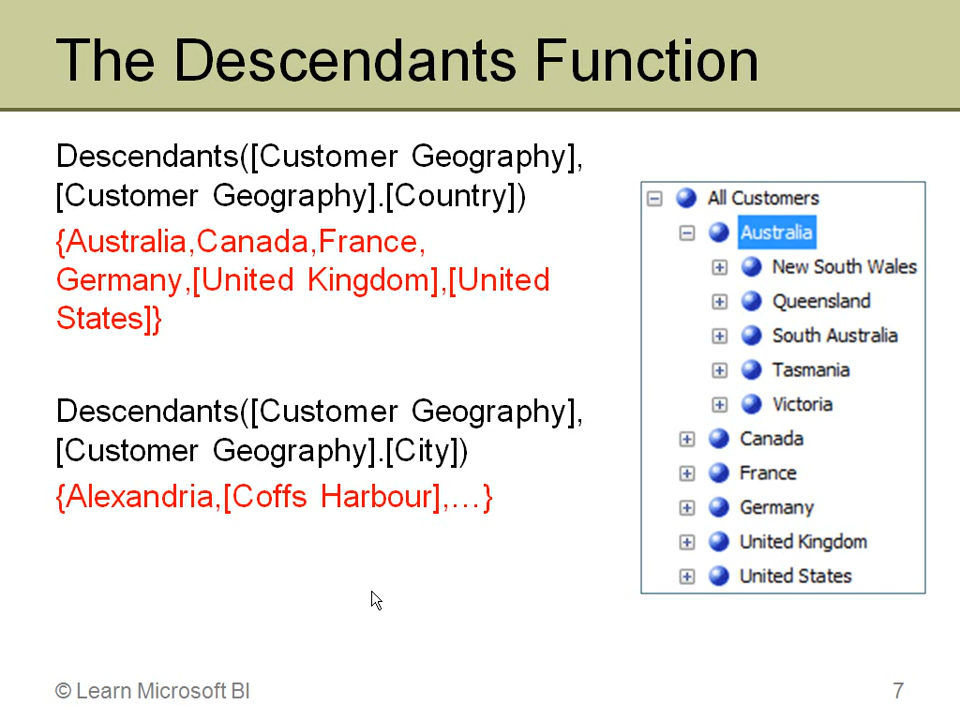 The Descendants Function
Descendants([Customer Geography],
[Customer Geography].[Country])
{Australia,Canada,France,
Germany,[United Kingdom],[United
States]}
Descendants([Customer Geography],
[Customer Geography].[City])
{Alexandria,[Coffs Harbour],…}
All Customers
Australia
New South Wales
Queensland
South Australia
Tasmania
Victoria
Canada
France
Germany
United Kingdom
United States
© Learn Microsoft BI
7